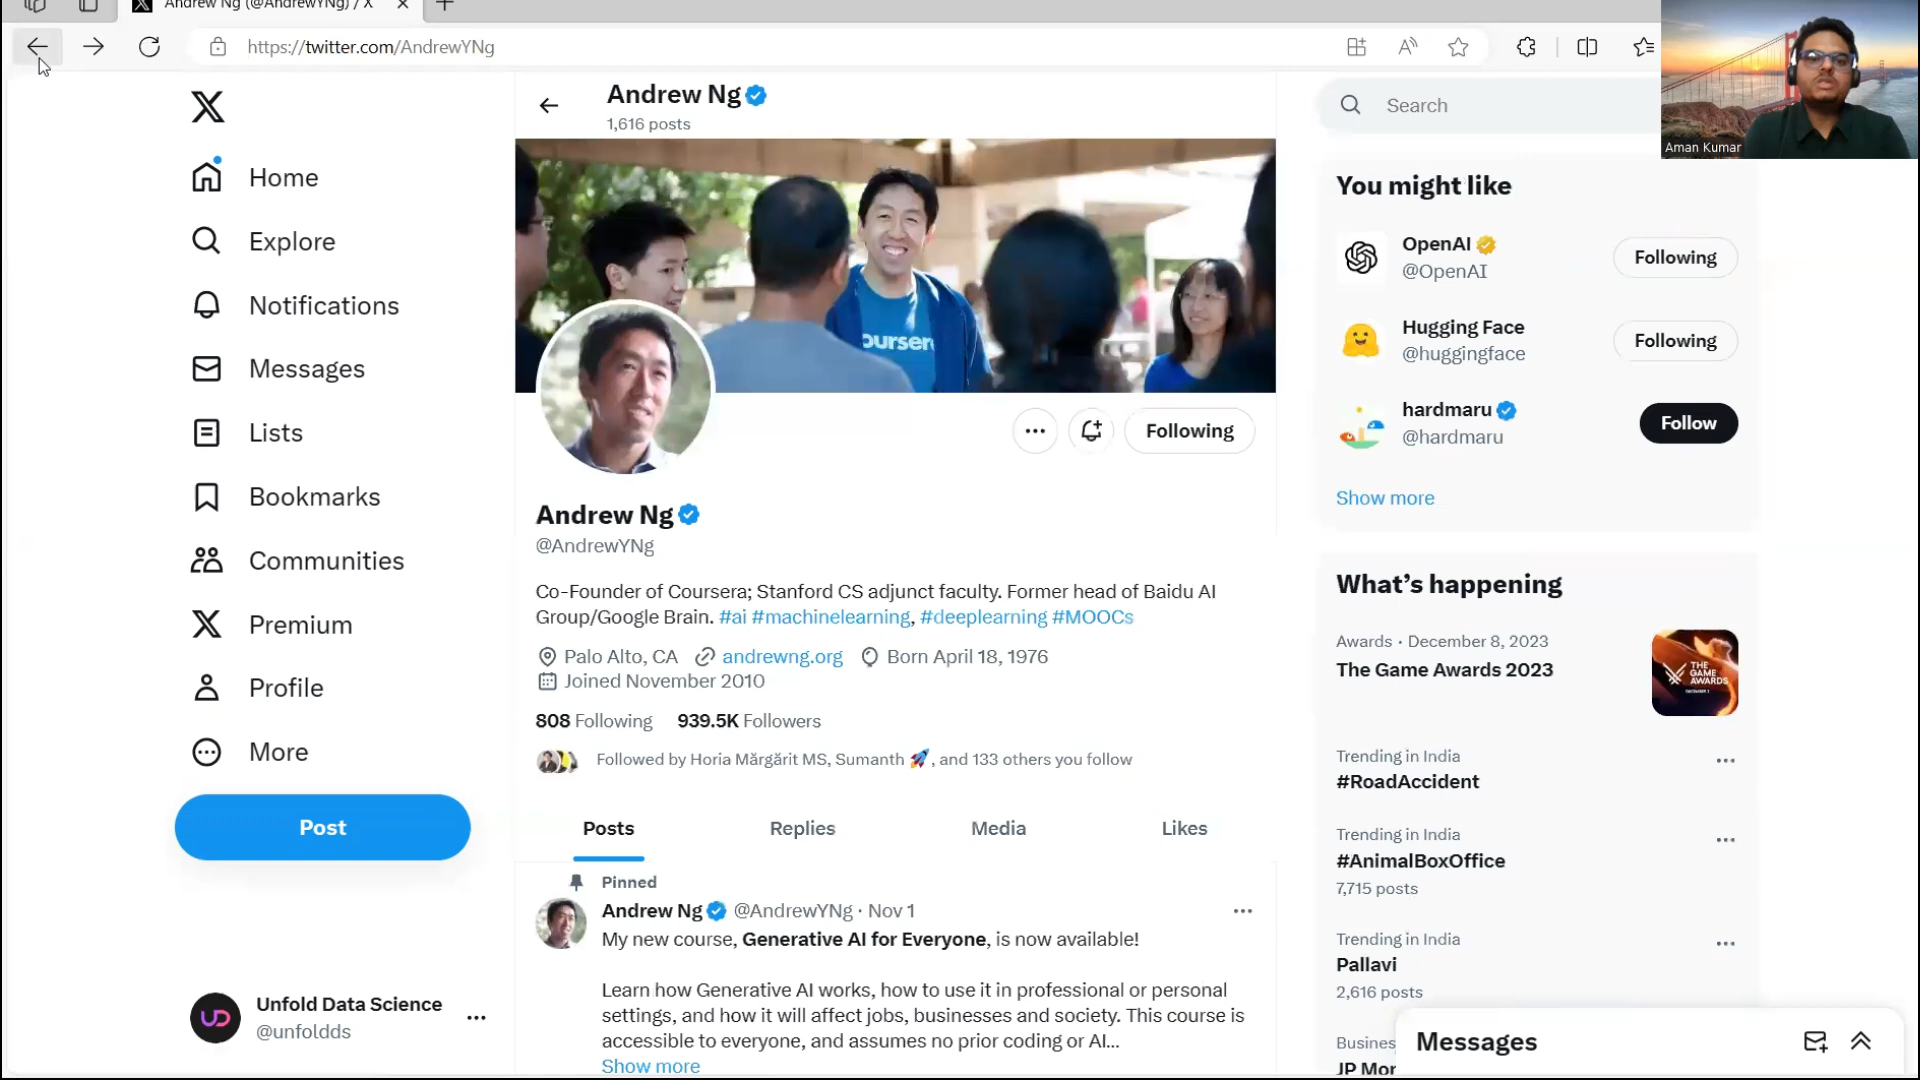 Andrew Ng (@AndrewYNg) / X
https://twitter.com/AndrewYNg
Aman Kumar
Home
Explore
Notifications
Messages
Lists
Bookmarks
Communities
Premium
Profile
More
Post
Unfold Data Science
@unfoldds
Andrew Ng
1,616 posts
oursera
Following
Andrew Ng
@AndrewYNg
Co-Founder of Coursera; Stanford CS adjunct faculty. Former head of Baidu AI
Group/Google Brain. #ai #machinelearning, #deeplearning #MOOCs
Palo Alto, CA andrewng.org Born April 18, 1976
Joined November 2010
808 Following 939.5K Followers
Followed by Horia Mărgărit MS, Sumanth 🚀, and 133 others you follow
Posts Replies Media Likes
Pinned
Andrew Ng @AndrewYNg · Nov 1
My new course, Generative AI for Everyone, is now available!
Learn how Generative AI works, how to use it in professional or personal
settings, and how it will affect jobs, businesses and society. This course is
accessible to everyone, and assumes no prior coding or AI...
Show more
Search
You might like
OpenAI
@OpenAI
Following
Hugging Face
@huggingface
Following
hardmaru
@hardmaru
Follow
Show more
What's happening
Awards · December 8, 2023
The Game Awards 2023
THE GAME AWARDS
Trending in India
#RoadAccident
Trending in India
#AnimalBoxOffice
7,715 posts
Trending in India
Pallavi
2,616 posts
Busines
JP Mor
Messages